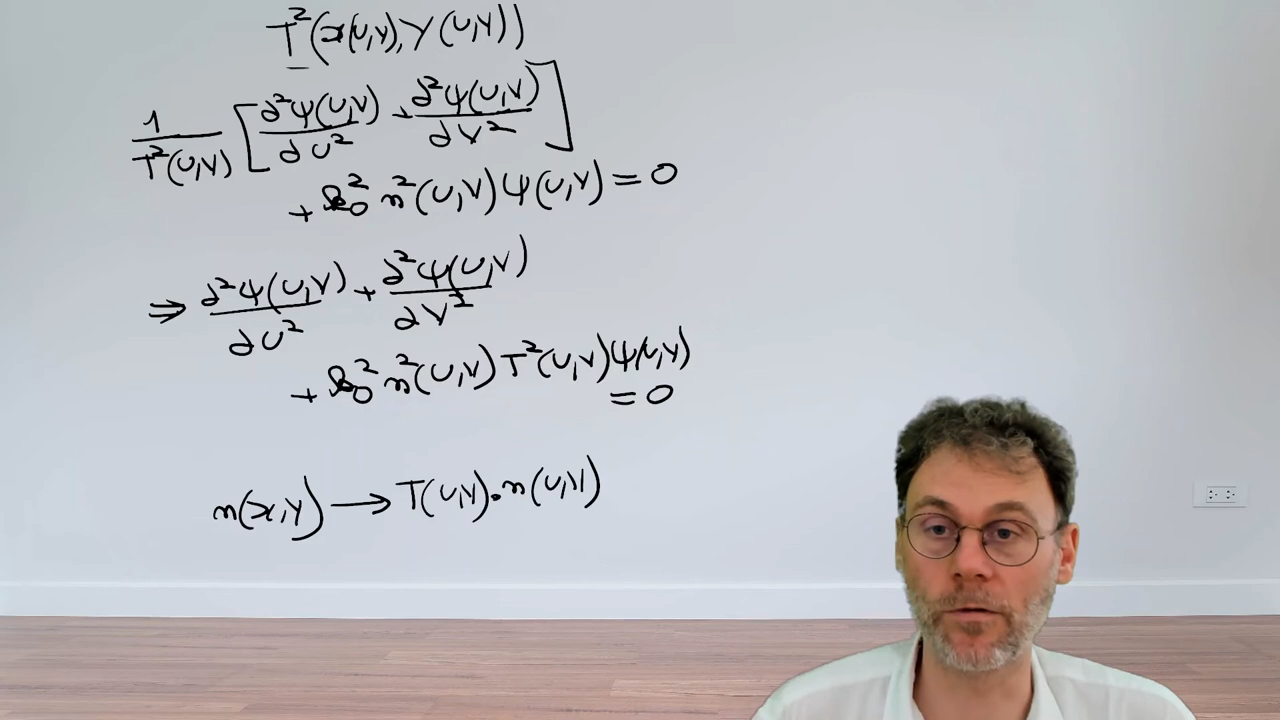 T²(x(u,v), y(u,v))
1/T²(u,v) [∂²ψ(u,v)/∂u² + ∂²ψ(u,v)/∂v²]
+ k₀² n²(u,v) ψ(u,v) = 0
⇒ ∂²ψ(u,v)/∂u² + ∂²ψ(u,v)/∂v²
+ k₀² n²(u,v) T²(u,v) ψ(u,v)
= 0
n(x,y) → T(u,v).n(u,v)